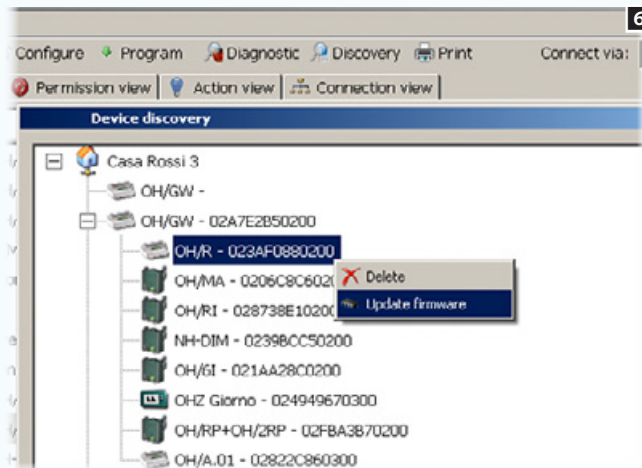 6
Configure Program Diagnostic Discovery Print Connect via:
Permission view Action view Connection view
Device discovery
Casa Rossi 3
OH/GW -
OH/GW - 02A7E2B50200
OH/R - 023AF0880200
Delete
OH/MA - 0206C8C6020
Update firmware
OH/RI - 028738E10200
NH-DIM - 0239BCC50200
OH/6I - 021AA28C0200
OHZ Giorno - 024949670300
OH/RP+OH/2RP - 02FBA3B70200
OH/A.01 - 02822C860300